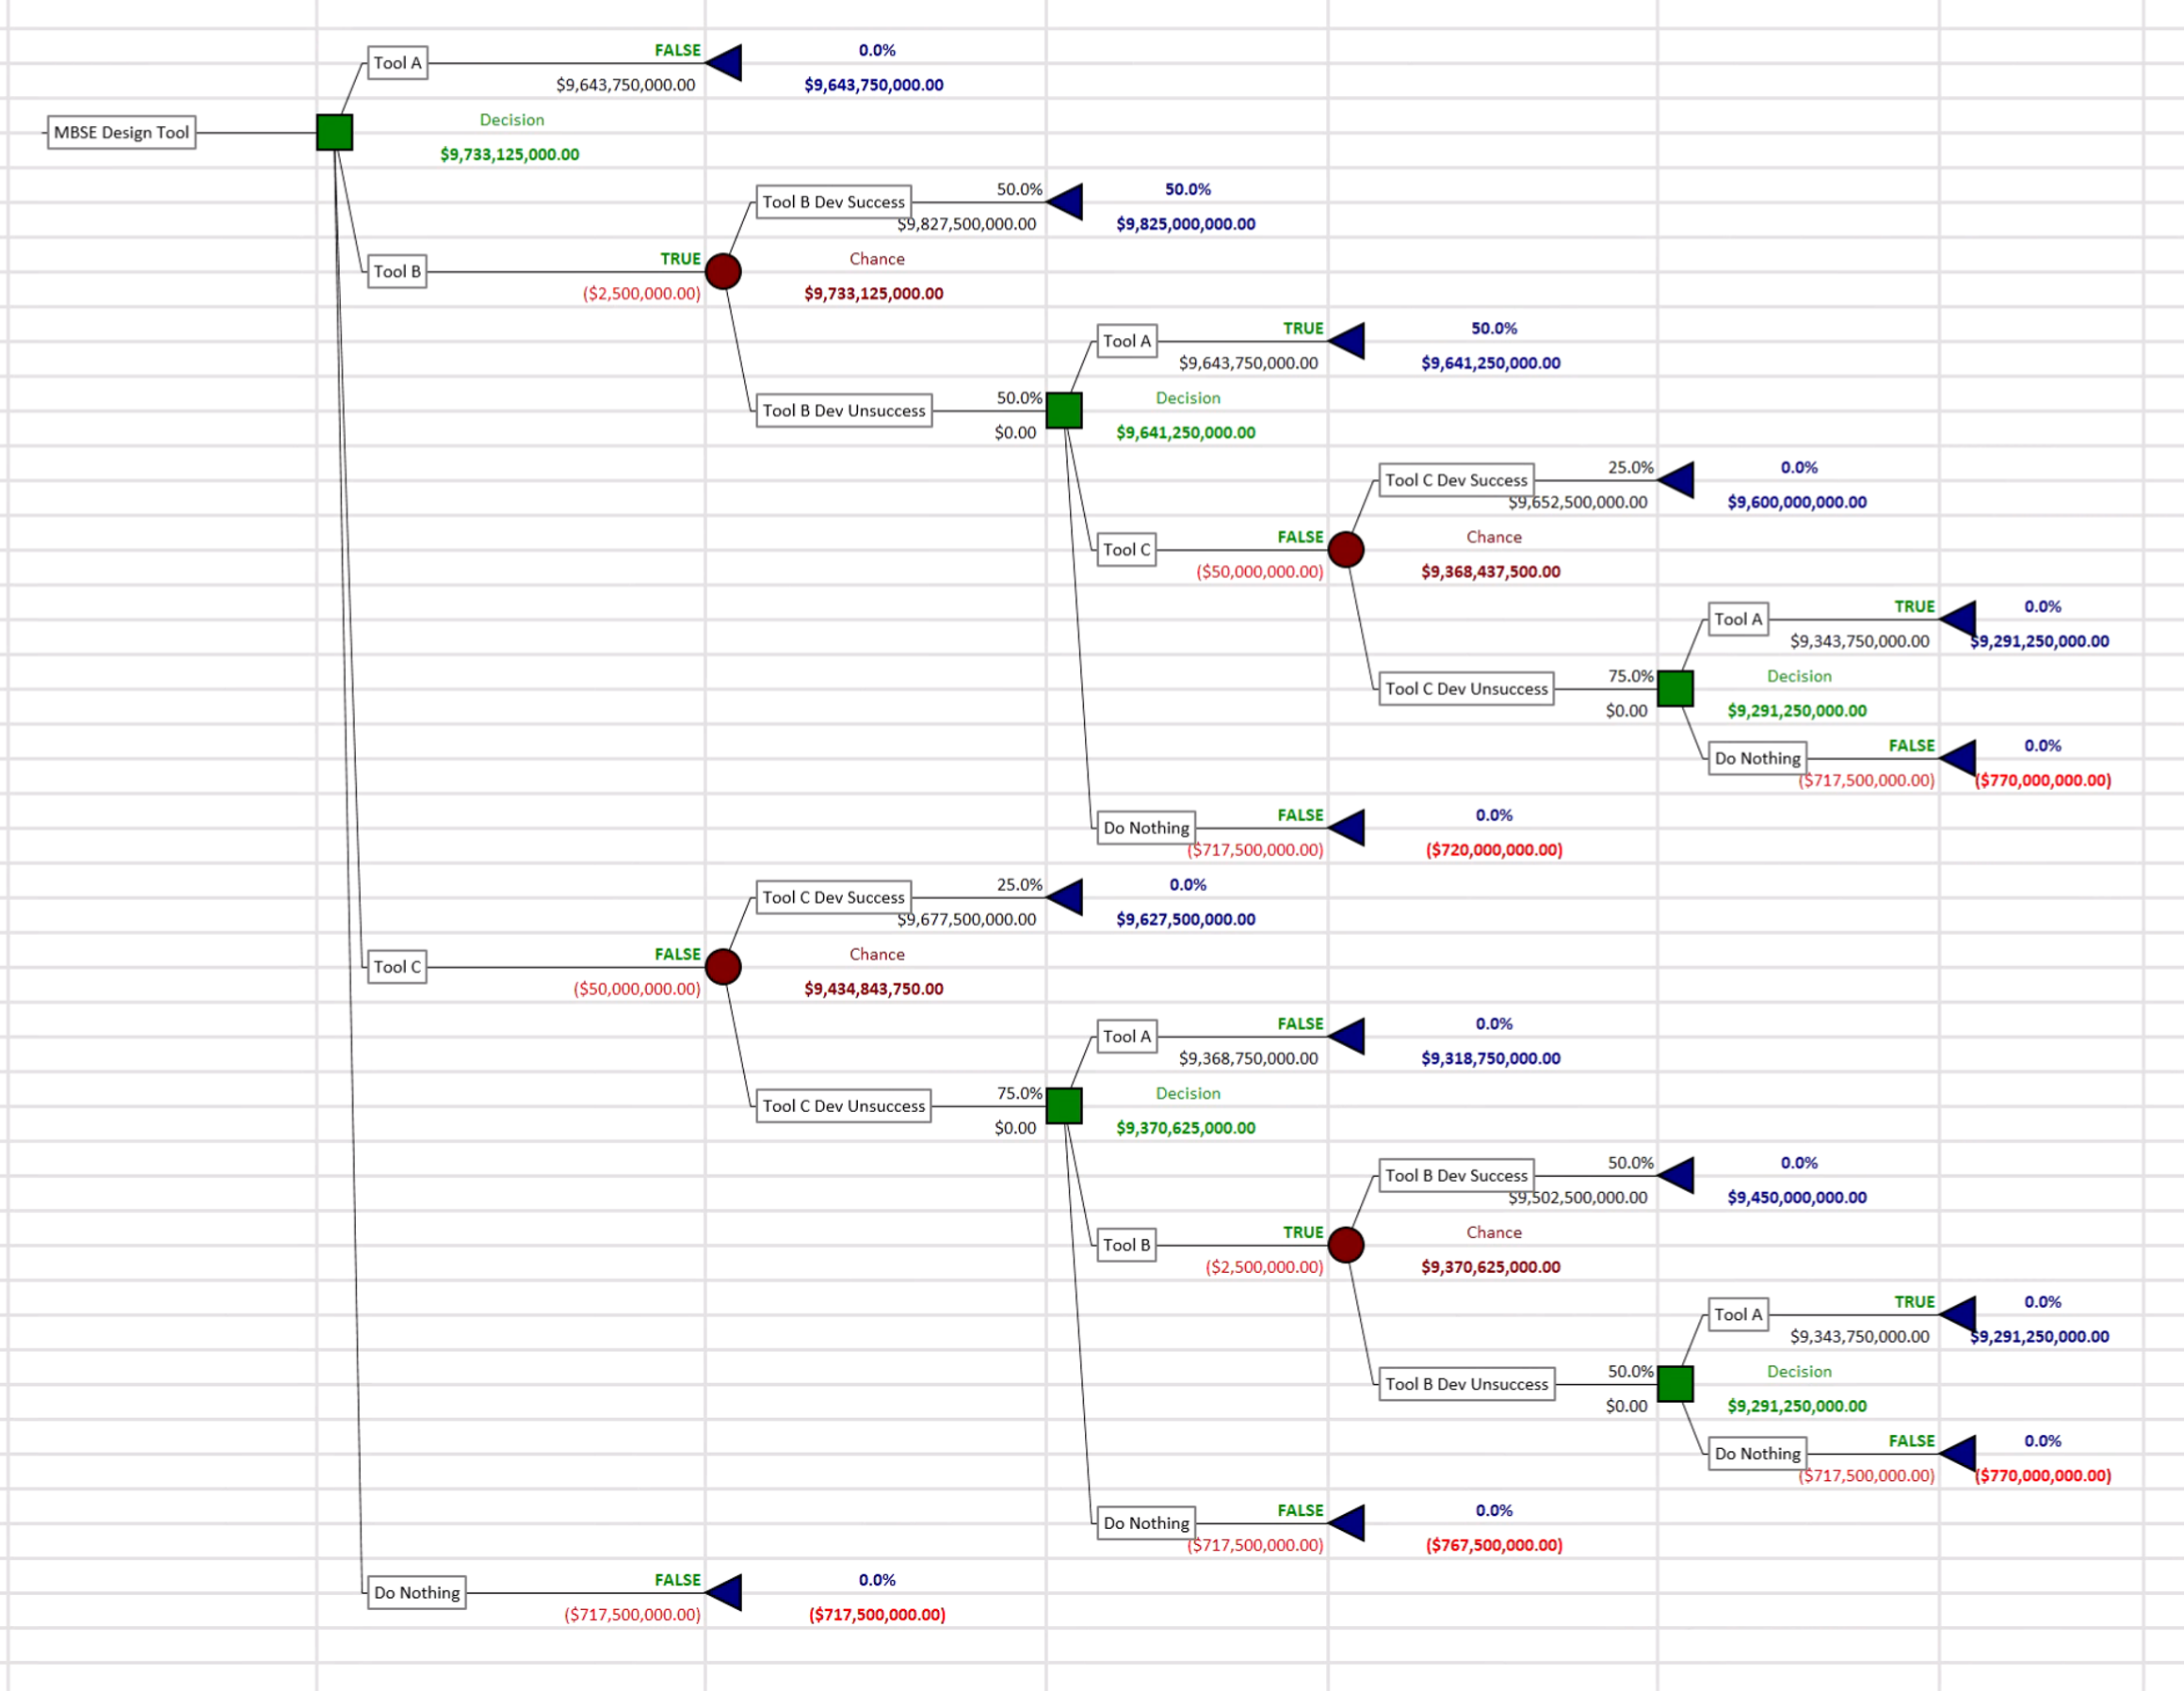 FALSE 0.0%
Tool A
$9,643,750,000.00 $9,643,750,000.00
Decision
MBSE Design Tool
$9,733,125,000.00
50.0% 50.0%
Tool B Dev Success
$9,827,500,000.00 $9,825,000,000.00
TRUE Chance
Tool B
($2,500,000.00) $9,733,125,000.00
TRUE 50.0%
Tool A
$9,643,750,000.00 $9,641,250,000.00
50.0% Decision
Tool B Dev Unsuccess
$0.00 $9,641,250,000.00
25.0% 0.0%
Tool C Dev Success
$9,652,500,000.00 $9,600,000,000.00
FALSE Chance
Tool C
($50,000,000.00) $9,368,437,500.00
TRUE 0.0%
Tool A
$9,343,750,000.00 $9,291,250,000.00
75.0% Decision
Tool C Dev Unsuccess
$0.00 $9,291,250,000.00
FALSE 0.0%
Do Nothing
($717,500,000.00) ($770,000,000.00)
FALSE 0.0%
Do Nothing
($717,500,000.00) ($720,000,000.00)
25.0% 0.0%
Tool C Dev Success
$9,677,500,000.00 $9,627,500,000.00
FALSE Chance
Tool C
($50,000,000.00) $9,434,843,750.00
FALSE 0.0%
Tool A
$9,368,750,000.00 $9,318,750,000.00
75.0% Decision
Tool C Dev Unsuccess
$0.00 $9,370,625,000.00
50.0% 0.0%
Tool B Dev Success
$9,502,500,000.00 $9,450,000,000.00
TRUE Chance
Tool B
($2,500,000.00) $9,370,625,000.00
TRUE 0.0%
Tool A
$9,343,750,000.00 $9,291,250,000.00
50.0% Decision
Tool B Dev Unsuccess
$0.00 $9,291,250,000.00
FALSE 0.0%
Do Nothing
($717,500,000.00) ($770,000,000.00)
FALSE 0.0%
Do Nothing
($717,500,000.00) ($767,500,000.00)
FALSE 0.0%
Do Nothing
($717,500,000.00) ($717,500,000.00)